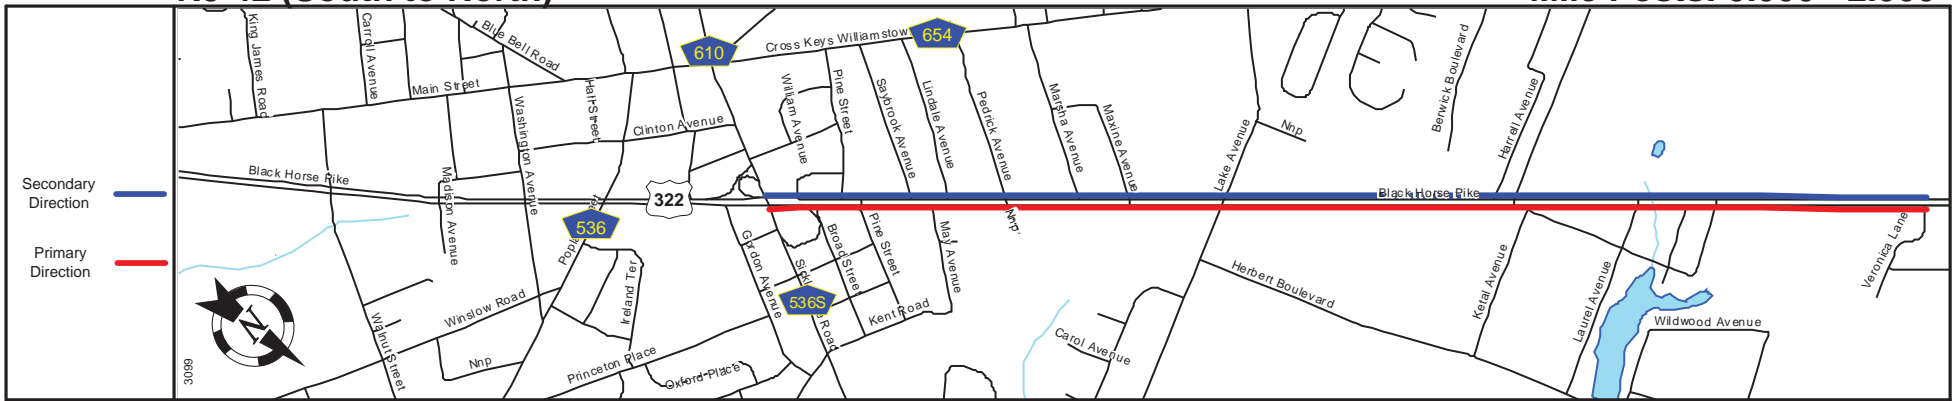 Secondary
Direction
Primary
Direction
King James Road
Carroll Avenue
Blue Bell Road
Main Street
Washington Avenue
Hall Street
Clinton Avenue
610
Cross Keys Williamstow
654
William Avenue
Pine Street
Saybrook Avenue
Lindale Avenue
Pedrick Avenue
Marsha Avenue
Maxine Avenue
Lake Avenue
Nnp
Berwick Boulevard
Harrell Avenue
Black Horse Pike
Madison Avenue
322
536
Black Horse Pike
Nnp
Gordon Avenue
Broad Street
Pine Street
May Avenue
536S
Kent Road
Ireland Ter
Winslow Road
Walnut Street
Nnp
Princeton Place
Oxford Place
Carol Avenue
Herbert Boulevard
Ketal Avenue
Laurel Avenue
Wildwood Avenue
Veronica Lane
N
3099